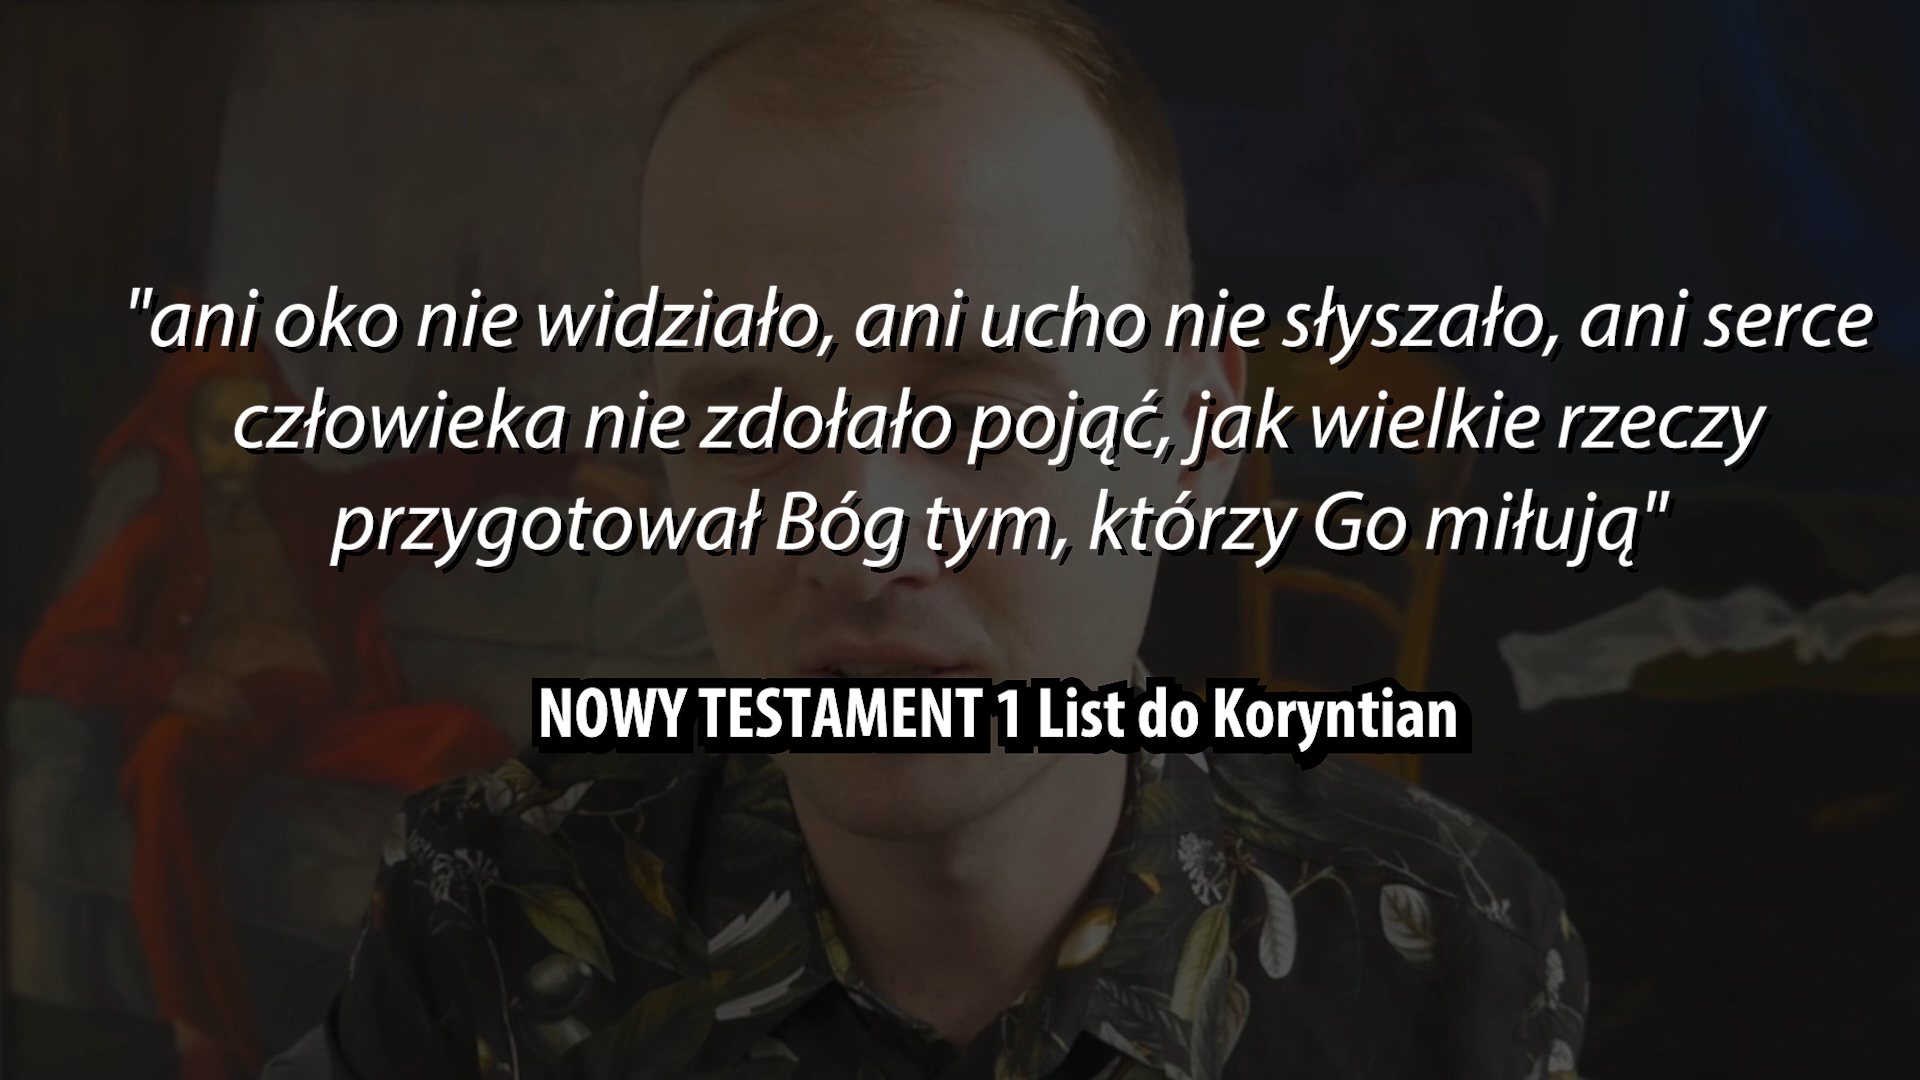 "ani oko nie widziało, ani ucho nie słyszało, ani serce
człowieka nie zdołało pojąć, jak wielkie rzeczy
przygotował Bóg tym, którzy Go miłują"
NOWY TESTAMENT 1 List do Koryntian